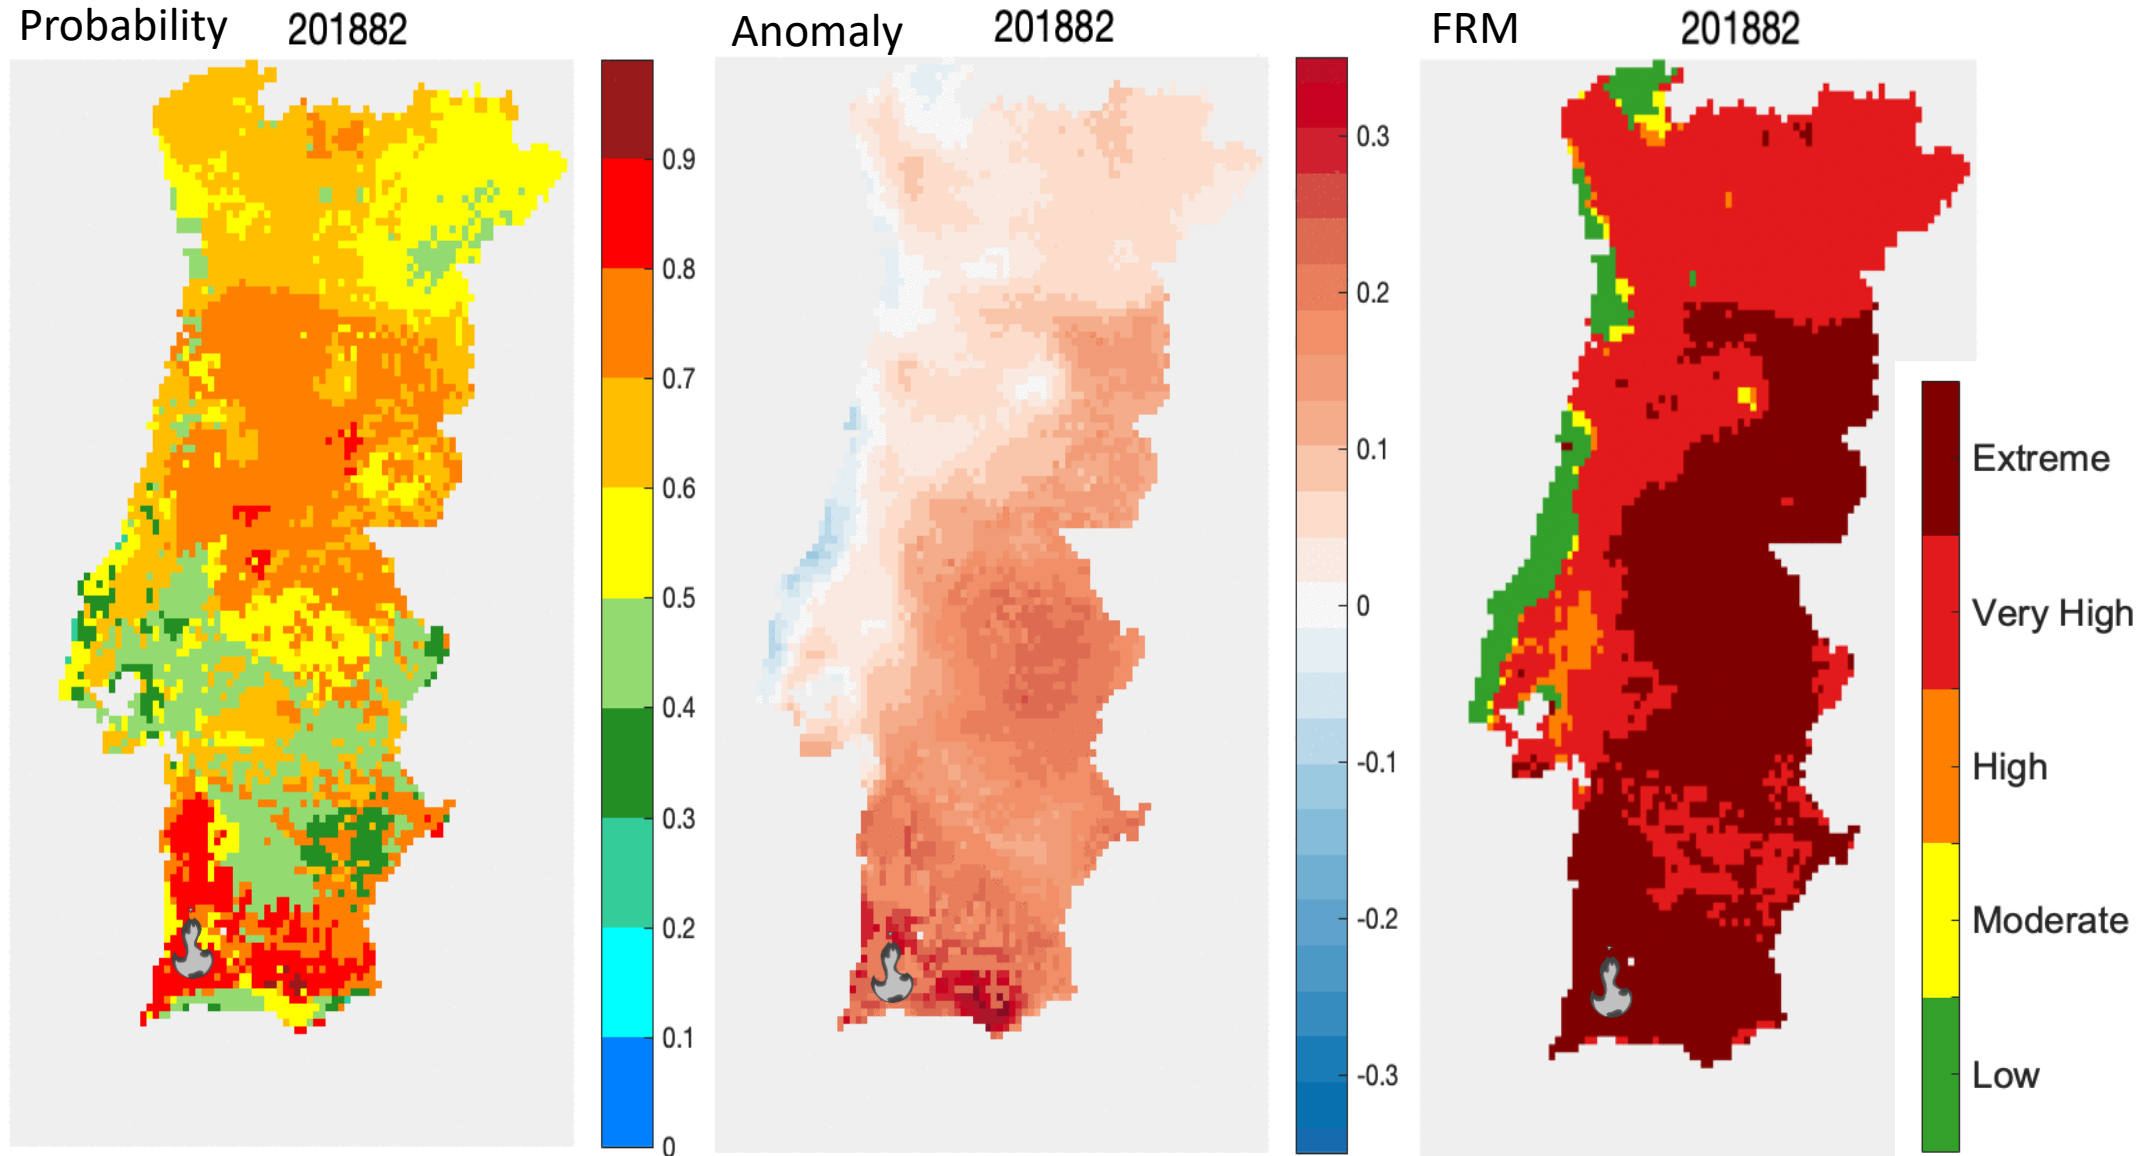 Probability 201882
0.9
0.8
0.7
0.6
0.5
0.4
0.3
0.2
0.1
0
Anomaly 201882
0.3
0.2
0.1
0
-0.1
-0.2
-0.3
FRM 201882
Extreme
Very High
High
Moderate
Low